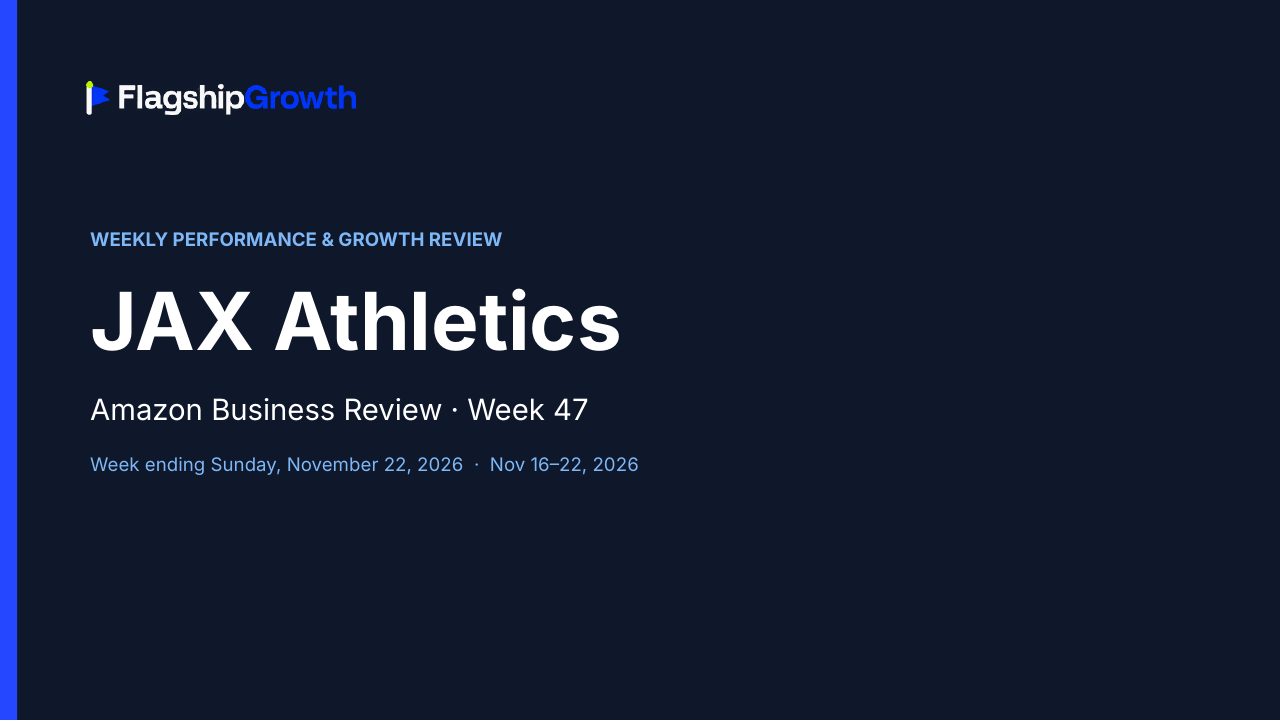 FlagshipGrowth
WEEKLY PERFORMANCE & GROWTH REVIEW
JAX Athletics
Amazon Business Review · Week 47
Week ending Sunday, November 22, 2026 · Nov 16–22, 2026